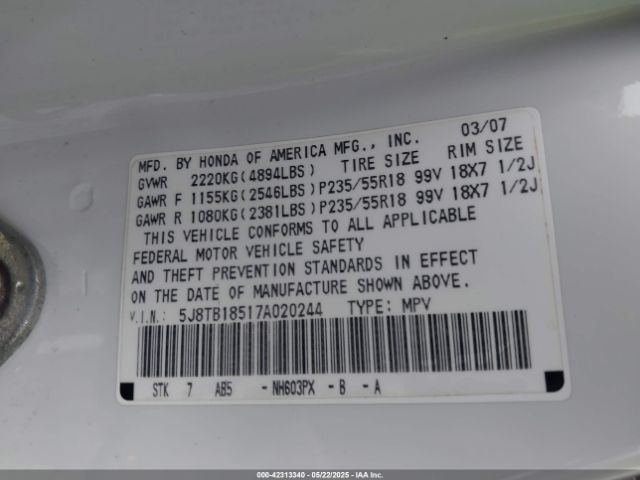 MFD. BY HONDA OF AMERICA MFG., INC. 03/07
GVWR 2220KG(4894LBS) TIRE SIZE RIM SIZE
GAWR F 1155KG(2546LBS)P235/55R18 99V 18X7 1/2J
GAWR R 1080KG(2381LBS)P235/55R18 99V 18X7 1/2J
THIS VEHICLE CONFORMS TO ALL APPLICABLE
FEDERAL MOTOR VEHICLE SAFETY
AND THEFT PREVENTION STANDARDS IN EFFECT
ON THE DATE OF MANUFACTURE SHOWN ABOVE.
V.I.N.: 5J8TB18517A020244 TYPE: MPV
STK 7 AB5 -NH603PX - B - A
000-42313340 - 05/22/2025 - IAAI.com